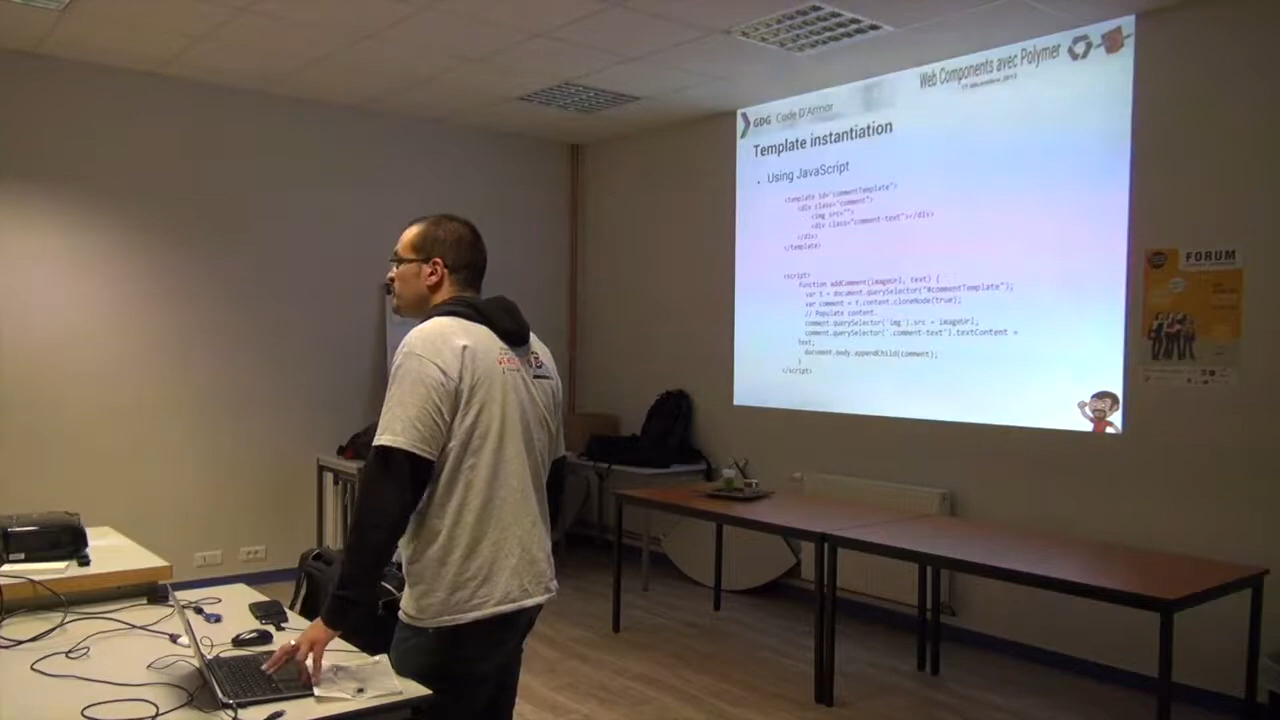 Web Components avec Polymer
17 décembre 2013
GDG Code D'Armor
Template instantiation
• Using JavaScript
<template id="commentTemplate">
<div class="comment">
<img src="">
<div class="comment-text"></div>
</div>
</template>
<script>
function addComment(imageUrl, text) {
var t = document.querySelector("#commentTemplate");
var comment = t.content.cloneNode(true);
// Populate content.
comment.querySelector('img').src = imageUrl;
comment.querySelector('.comment-text').textContent =
text;
document.body.appendChild(comment);
}
</script>
FORUM